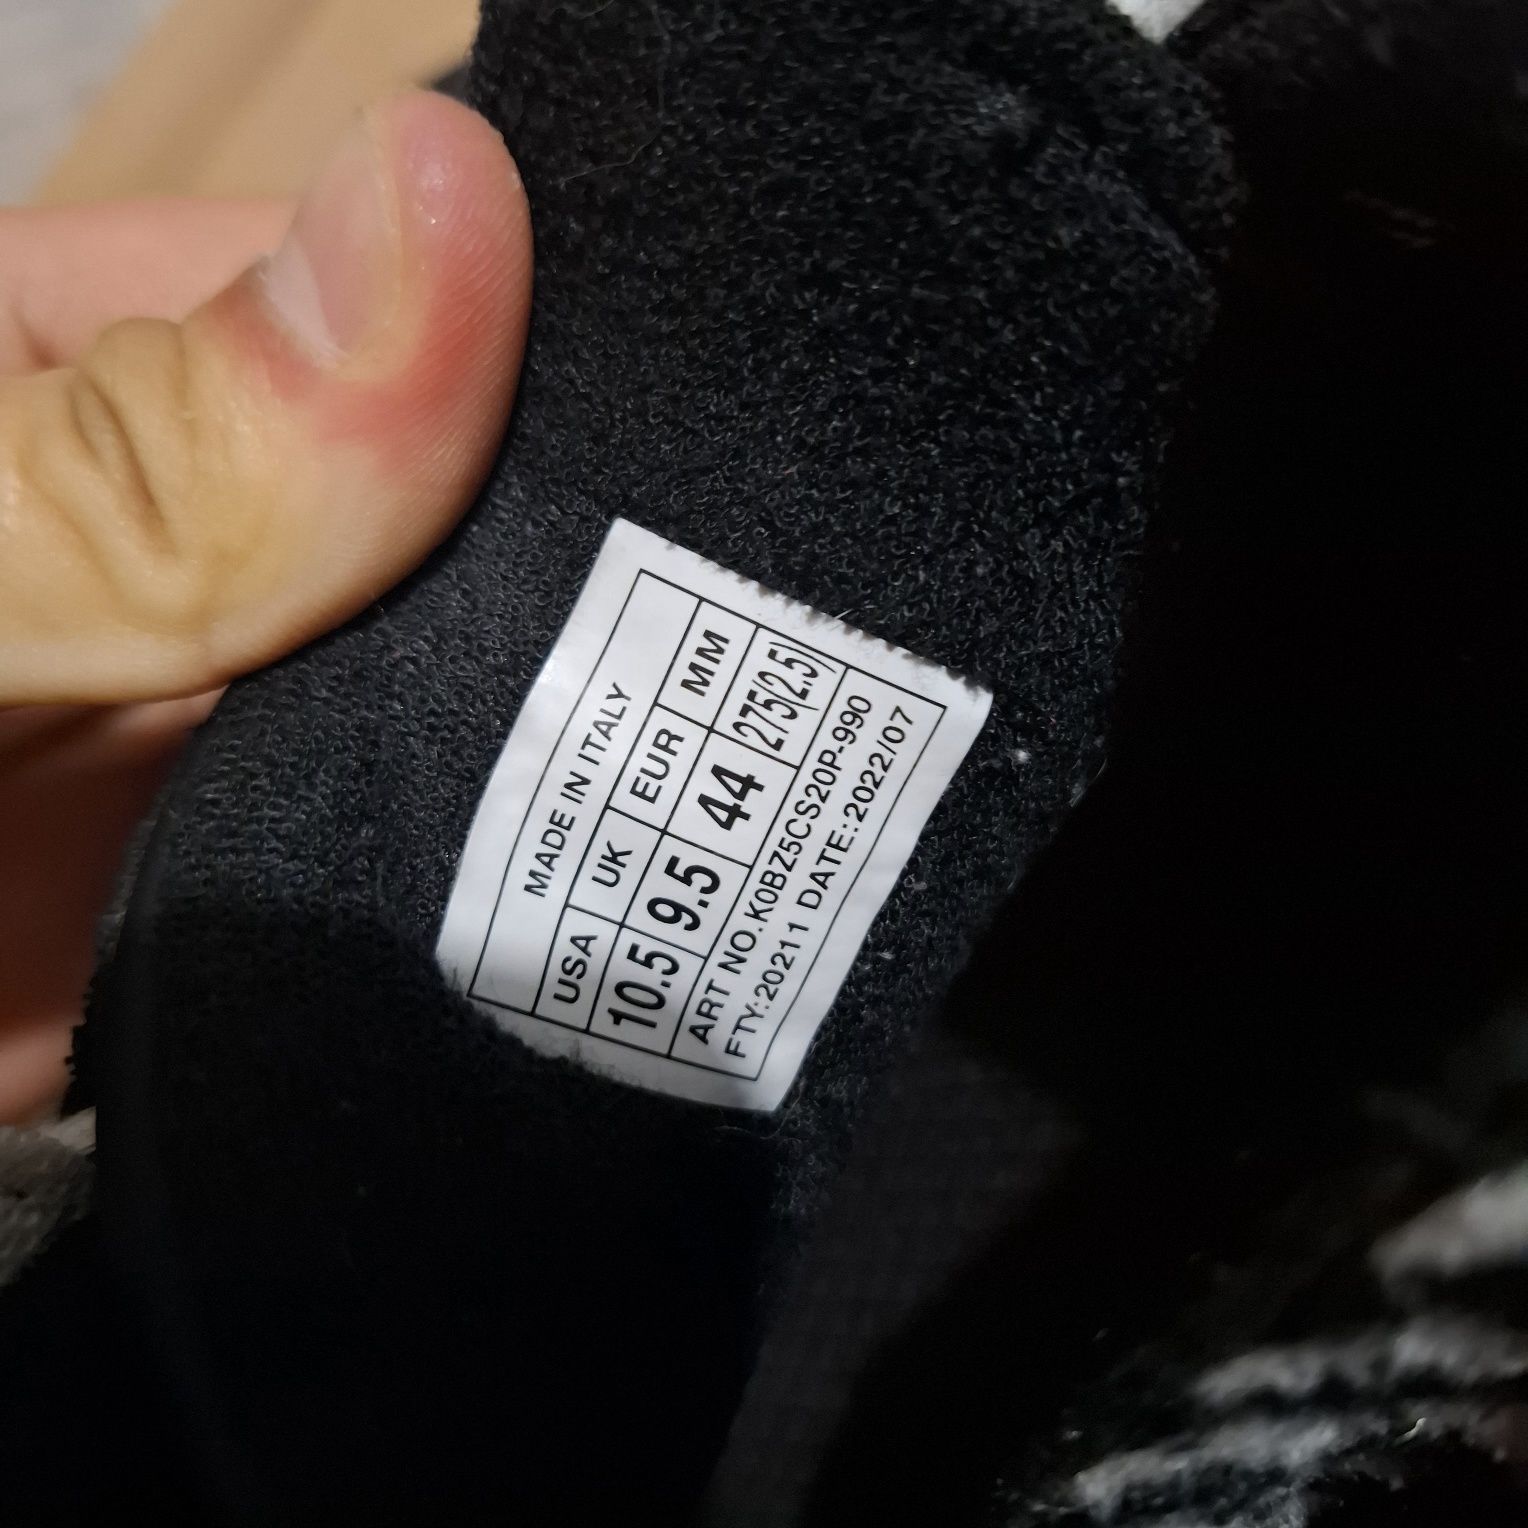 MADE IN ITALY
USA UK EUR MM
10.5 9.5 44 275(2.5)
ART NO.K0BZ5CS20P-990
FTY:20211 DATE:2022/07